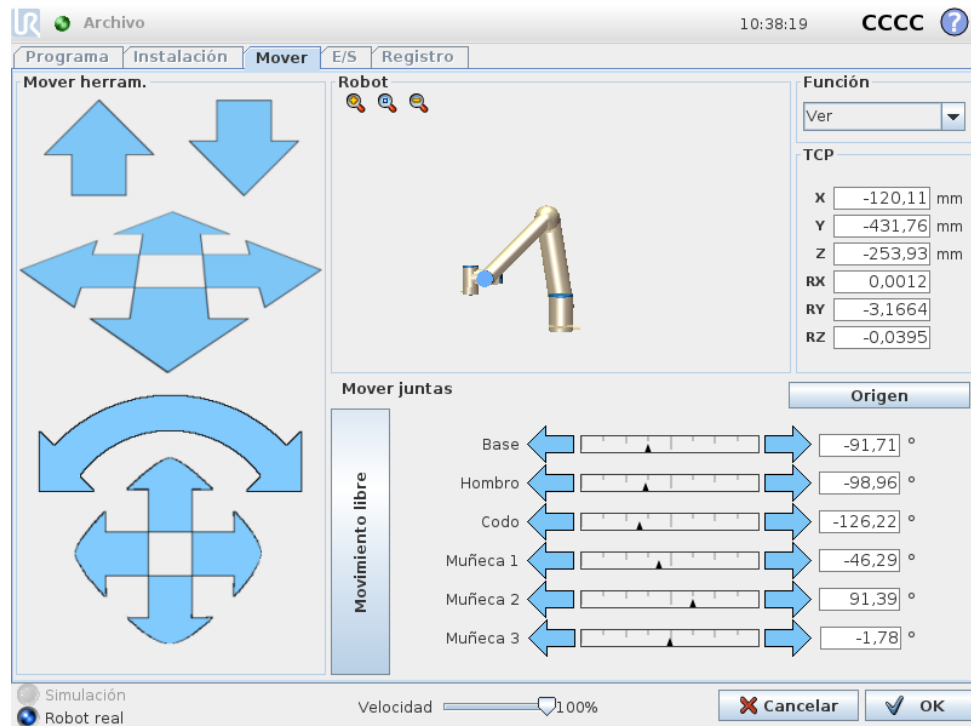 UR Archivo 10:38:19 CCCC ?
Programa Instalación Mover E/S Registro
Mover herram.
Robot
Función
Ver
TCP
X -120,11 mm
Y -431,76 mm
Z -253,93 mm
RX 0,0012
RY -3,1664
RZ -0,0395
Mover juntas
Origen
Movimiento libre
Base -91,71 °
Hombro -98,96 °
Codo -126,22 °
Muñeca 1 -46,29 °
Muñeca 2 91,39 °
Muñeca 3 -1,78 °
Simulación
Robot real
Velocidad 100%
Cancelar
OK